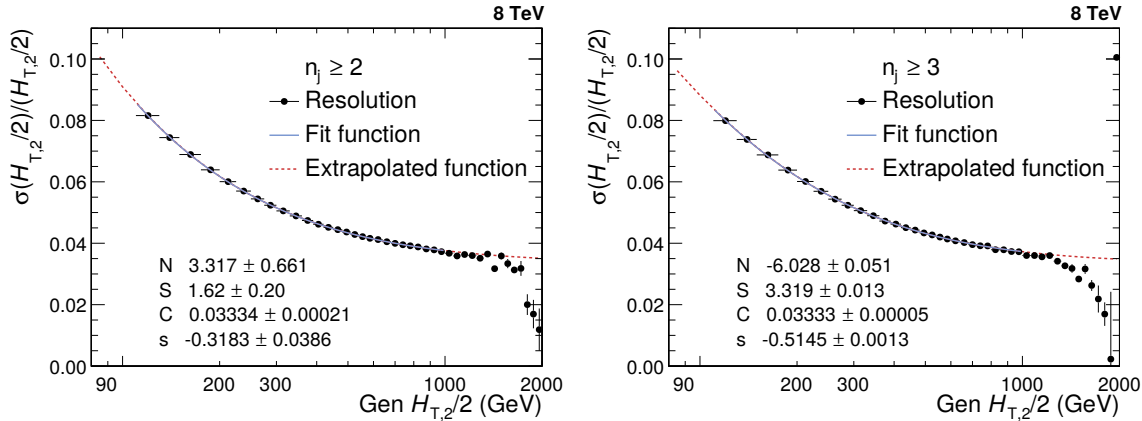 8 TeV
σ(H_T,2/2)/(H_T,2/2)
0.10
0.08
0.06
0.04
0.02
0.00
n_j ≥ 2
Resolution
Fit function
Extrapolated function
N 3.317 ± 0.661
S 1.62 ± 0.20
C 0.03334 ± 0.00021
s -0.3183 ± 0.0386
90 200 300 1000 2000
Gen H_T,2/2 (GeV)
8 TeV
σ(H_T,2/2)/(H_T,2/2)
0.10
0.08
0.06
0.04
0.02
0.00
n_j ≥ 3
Resolution
Fit function
Extrapolated function
N -6.028 ± 0.051
S 3.319 ± 0.013
C 0.03333 ± 0.00005
s -0.5145 ± 0.0013
90 200 300 1000 2000
Gen H_T,2/2 (GeV)